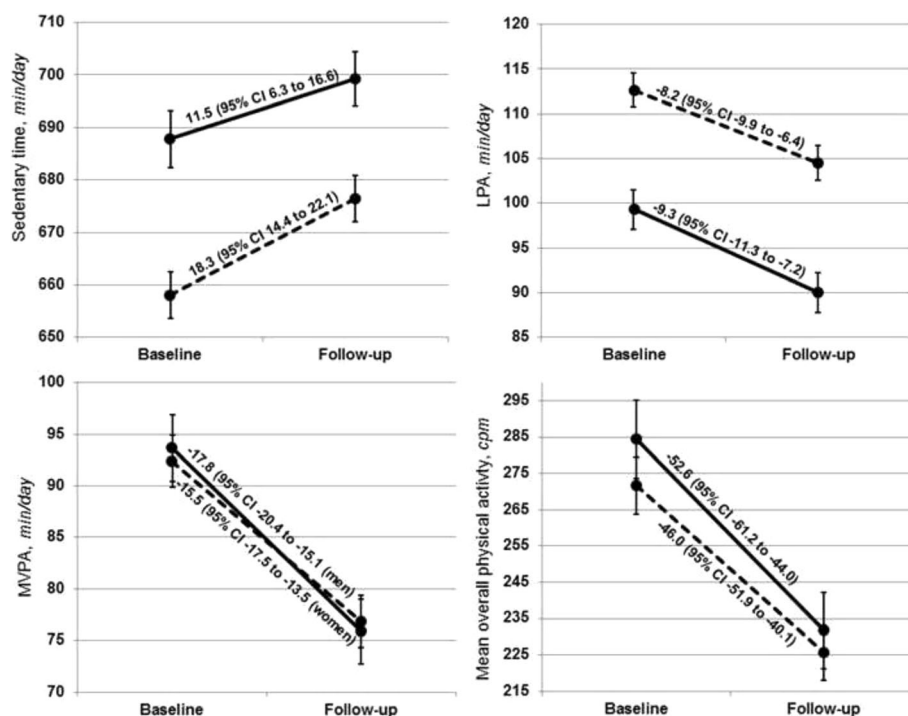 Sedentary time, min/day
710
700
690
680
670
660
650
11.5 (95% CI 6.3 to 16.6)
18.3 (95% CI 14.4 to 22.1)
Baseline
Follow-up
LPA, min/day
120
115
110
105
100
95
90
85
-8.2 (95% CI -9.9 to -6.4)
-9.3 (95% CI -11.3 to -7.2)
Baseline
Follow-up
MVPA, min/day
100
95
90
85
80
75
70
-17.8 (95% CI -20.4 to -15.1 (men)
-15.5 (95% CI -17.5 to -13.5 (women)
Baseline
Follow-up
Mean overall physical activty, cpm
295
285
275
265
255
245
235
225
215
-52.6 (95% CI -61.2 to -44.0)
-46.0 (95% CI -51.9 to -40.1)
Baseline
Follow-up